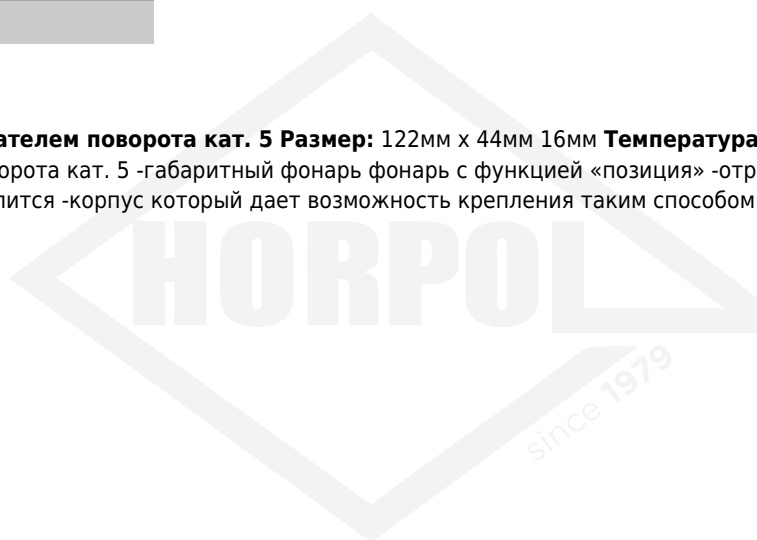 ателем поворота кат. 5 Размер: 122мм x 44мм 16мм Температура
орота кат. 5 -габаритный фонарь фонарь с функцией «позиция» -отр
пится -корпус который дает возможность крепления таким способом
HORPOL
since 1979